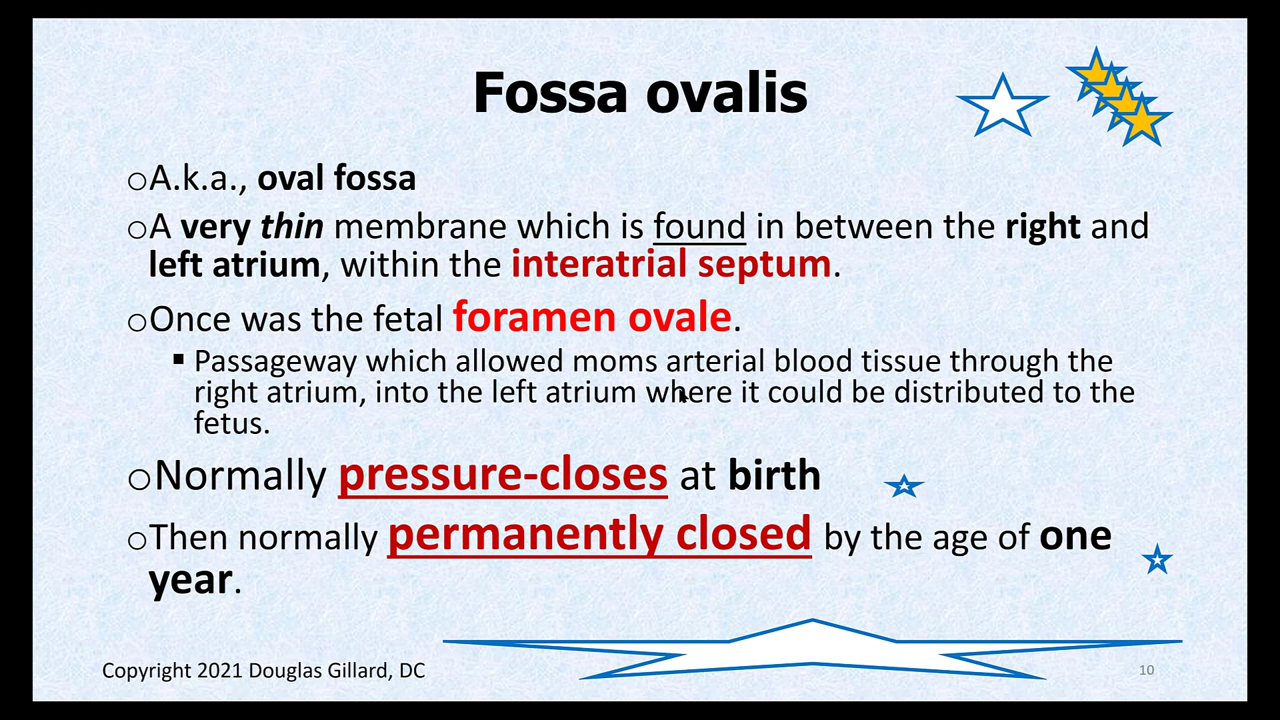 Fossa ovalis
oA.k.a., oval fossa
oA very thin membrane which is found in between the right and
left atrium, within the interatrial septum.
oOnce was the fetal foramen ovale.
▪ Passageway which allowed moms arterial blood tissue through the
right atrium, into the left atrium where it could be distributed to the
fetus.
oNormally pressure-closes at birth
oThen normally permanently closed by the age of one
year.
Copyright 2021 Douglas Gillard, DC
10